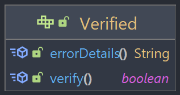 Verified
errorDetails() String
verify() boolean